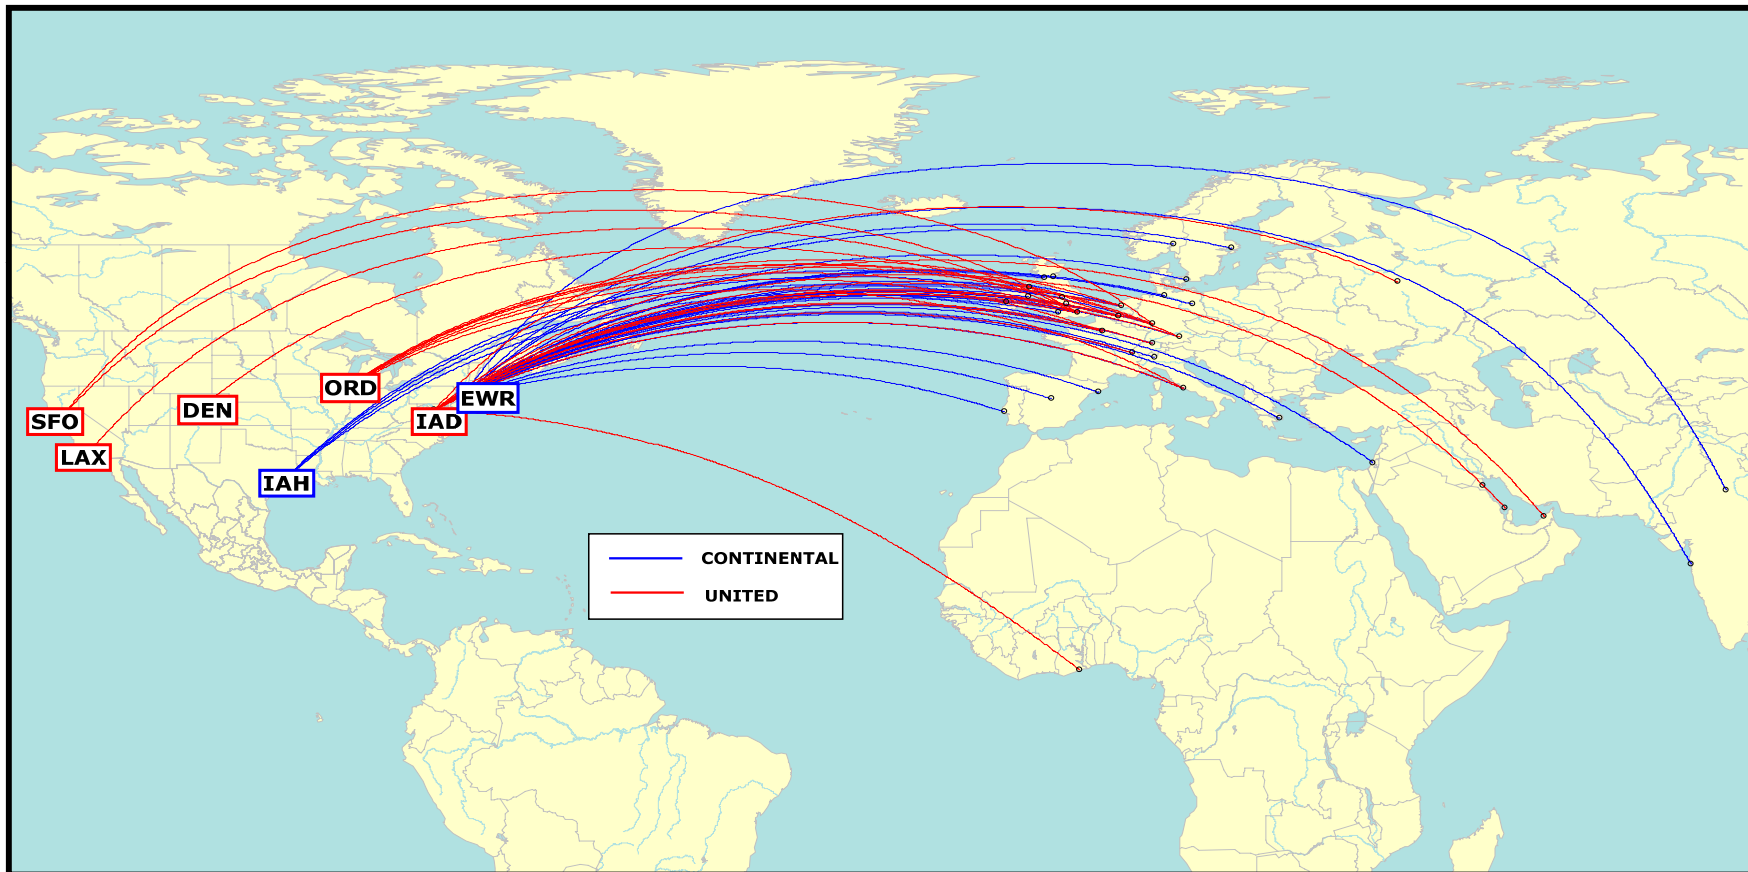 ORD
EWR
DEN
SFO
IAD
LAX
IAH
CONTINENTAL
UNITED